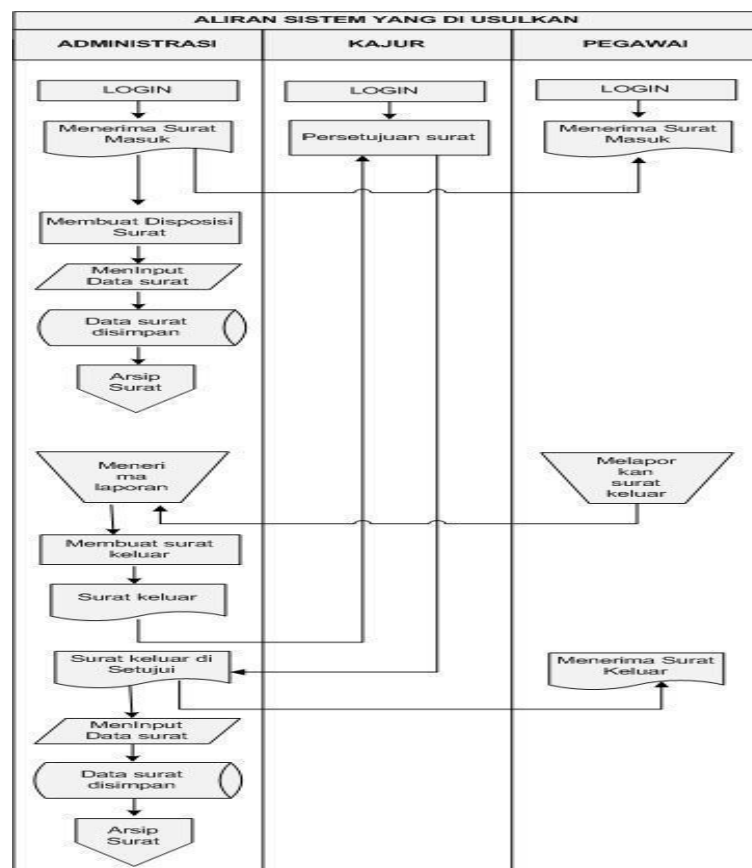 ALIRAN SISTEM YANG DI USULKAN
ADMINISTRASI
KAJUR
PEGAWAI
LOGIN
LOGIN
LOGIN
Menerima Surat
Masuk
Persetujuan surat
Menerima Surat
Masuk
Membuat Disposisi
Surat
MenInput
Data surat
Data surat
disimpan
Arsip
Surat
Meneri
ma
laporan
Melapor
kan
surat
keluar
Membuat surat
keluar
Surat keluar
Surat keluar di
Setujui
Menerima Surat
Keluar
MenInput
Data surat
Data surat
disimpan
Arsip
Surat